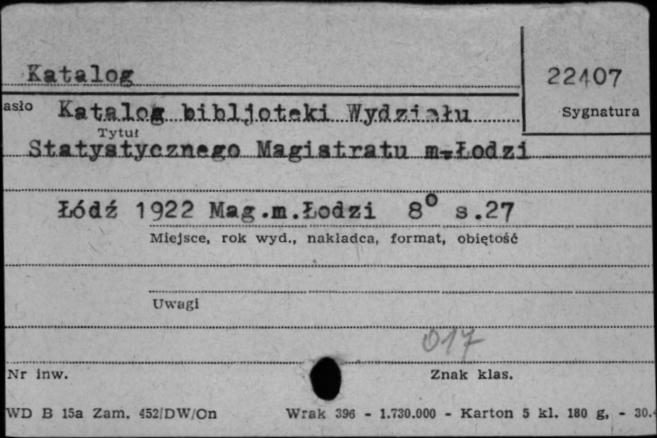 Katalog
22407
asło Katalog bibljoteki Wydziału
Sygnatura
Tytuł
Statystycznego Magistratu m.Łodzi
Łódź 1922 Mag.m.Łodzi 8° s.27
Miejsce, rok wyd., nakładca, format, objętość
Uwagi
017
Nr inw.
Znak klas.
WD B 15a Zam. 452/DW/On Wrak 396 - 1.730.000 - Karton 5 kl. 180 g, - 30.